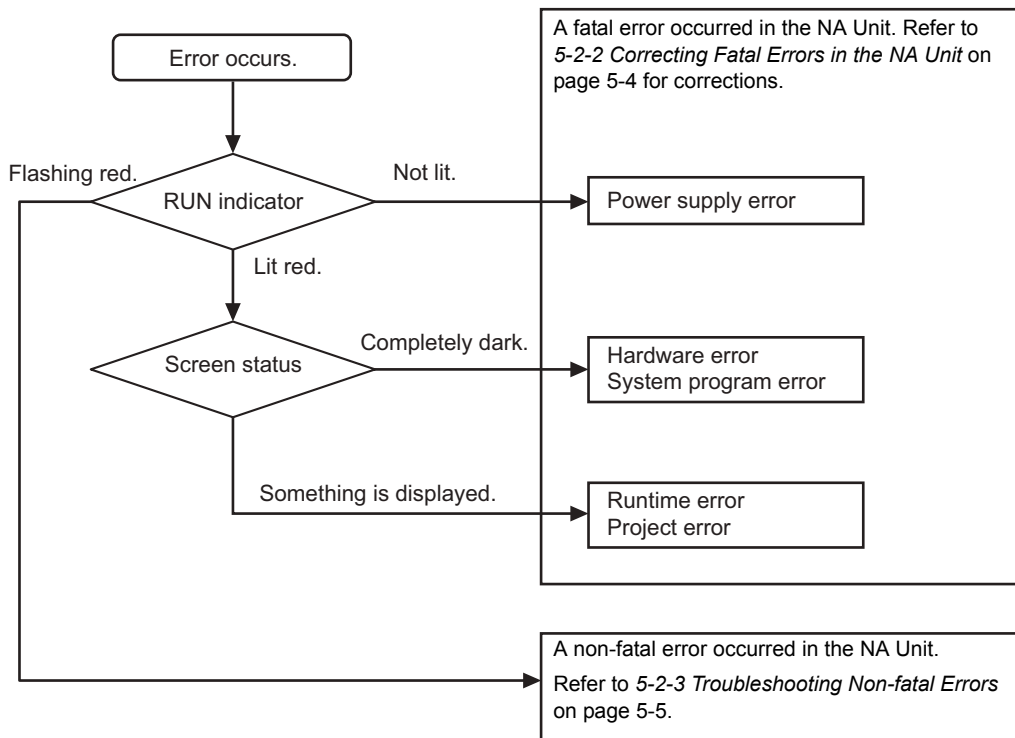 A fatal error occurred in the NA Unit. Refer to
5-2-2 Correcting Fatal Errors in the NA Unit on
page 5-4 for corrections.
Error occurs.
Flashing red.
Not lit.
RUN indicator
Power supply error
Lit red.
Completely dark.
Screen status
Hardware error
System program error
Something is displayed.
Runtime error
Project error
A non-fatal error occurred in the NA Unit.
Refer to 5-2-3 Troubleshooting Non-fatal Errors
on page 5-5.